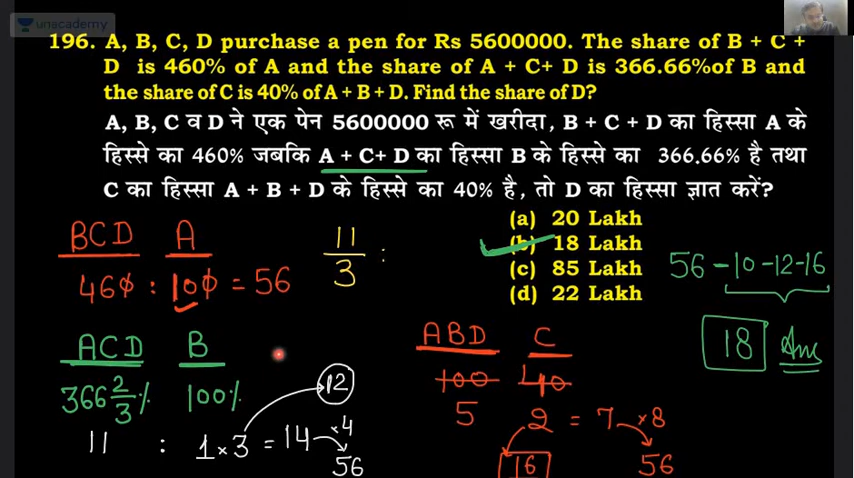 unacademy
196. A, B, C, D purchase a pen for Rs 5600000. The share of B + C +
D is 460% of A and the share of A + C+ D is 366.66%of B and
the share of C is 40% of A + B + D. Find the share of D?
A, B, C व D ने एक पेन 5600000 रू में खरीदा, B + C + D का हिस्सा A के
हिस्से का 460% जबकि A + C+ D का हिस्सा B के हिस्से का 366.66% है तथा
C का हिस्सा A + B + D के हिस्से का 40% है, तो D का हिस्सा ज्ञात करें?
(a) 20 Lakh
(b) 18 Lakh
(c) 85 Lakh
(d) 22 Lakh
BCD A
460 : 100 = 56
11/3 :
56 - 10 - 12 - 16
18 Ans
ACD B
366 2/3 % 100%
12
11 : 1 × 3 = 14 ×4
56
ABD C
100 40
5 2 = 7 ×8
16 56